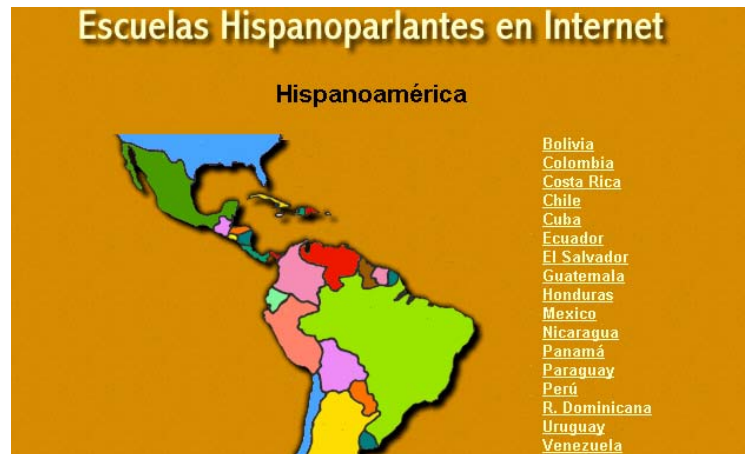 Escuelas Hispanoparlantes en Internet
Hispanoamérica
Bolivia
Colombia
Costa Rica
Chile
Cuba
Ecuador
El Salvador
Guatemala
Honduras
Mexico
Nicaragua
Panamá
Paraguay
Perú
R. Dominicana
Uruguay
Venezuela